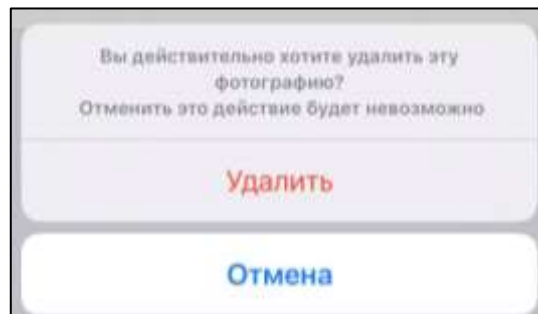 Вы действительно хотите удалить эту
фотографию?
Отменить это действие будет невозможно
Удалить
Отмена